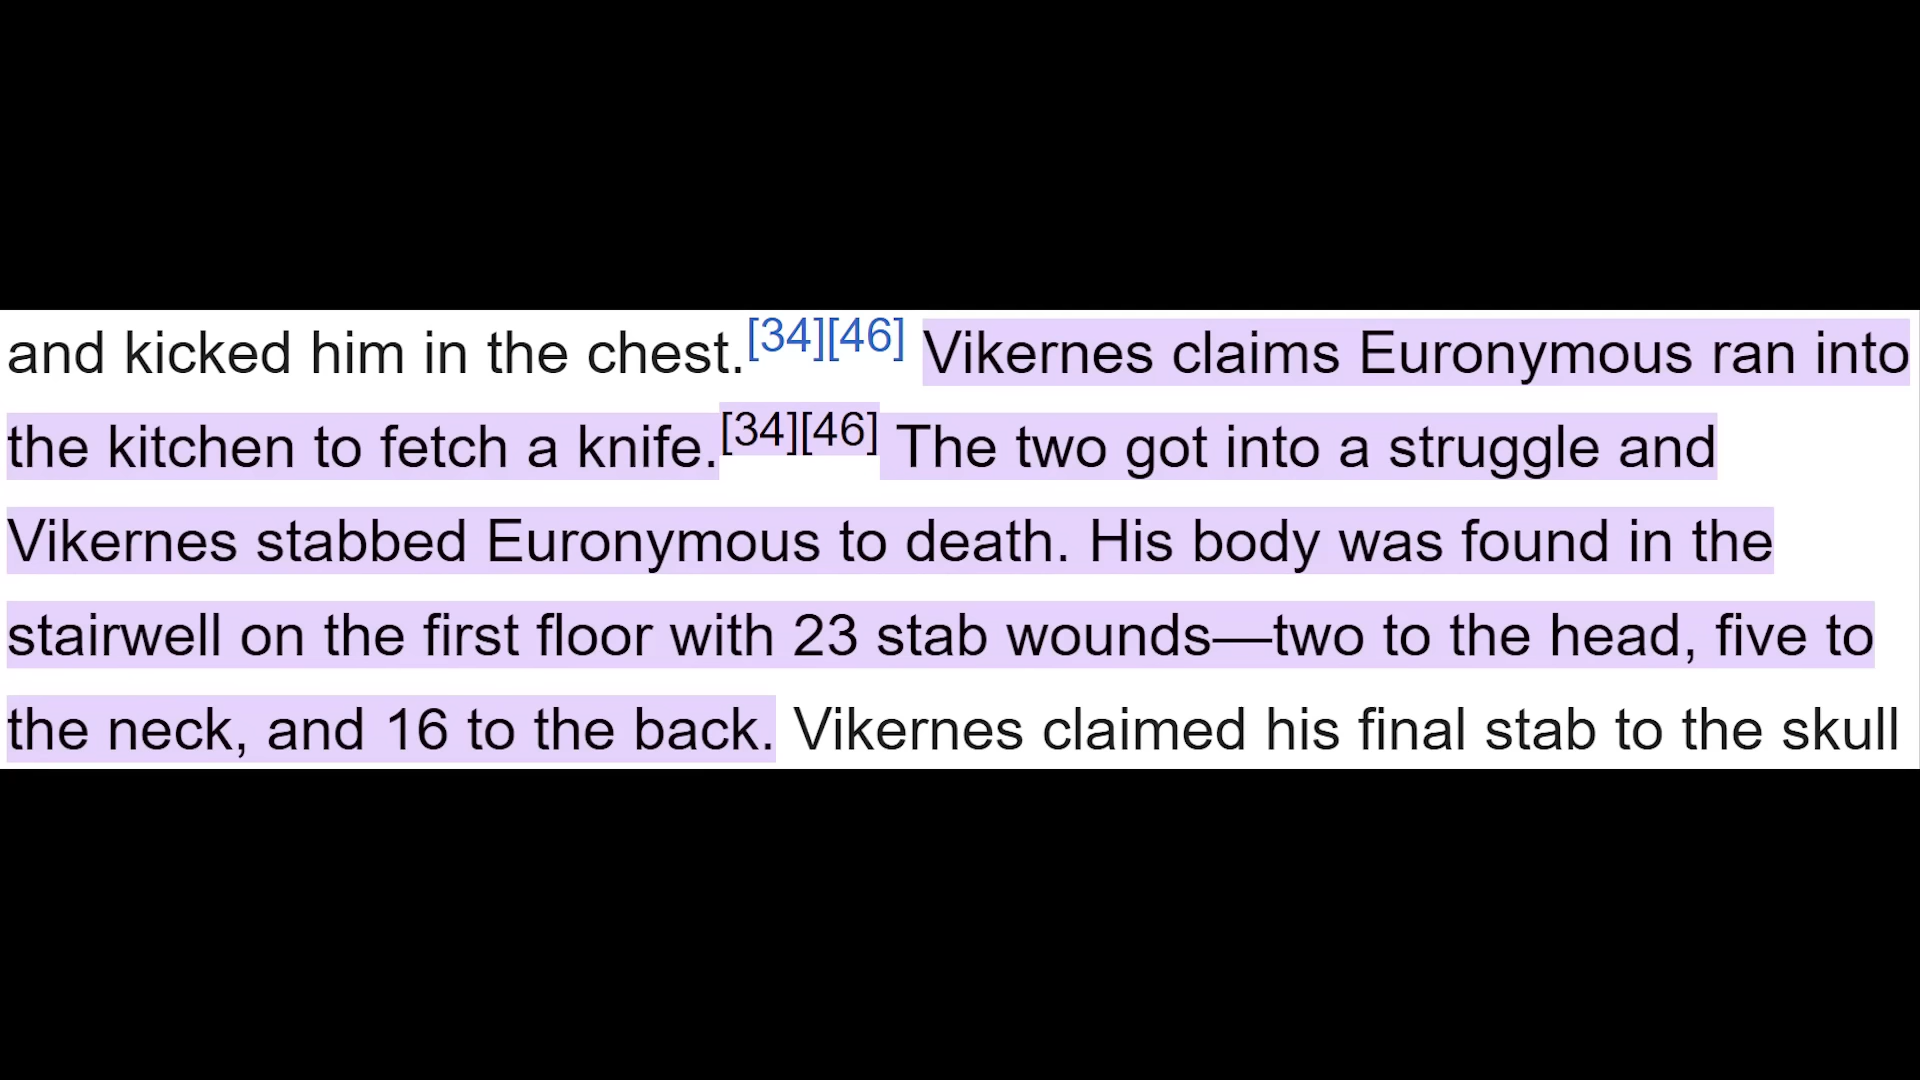 and kicked him in the chest.[34][46] Vikernes claims Euronymous ran into
the kitchen to fetch a knife.[34][46] The two got into a struggle and
Vikernes stabbed Euronymous to death. His body was found in the
stairwell on the first floor with 23 stab wounds—two to the head, five to
the neck, and 16 to the back. Vikernes claimed his final stab to the skull